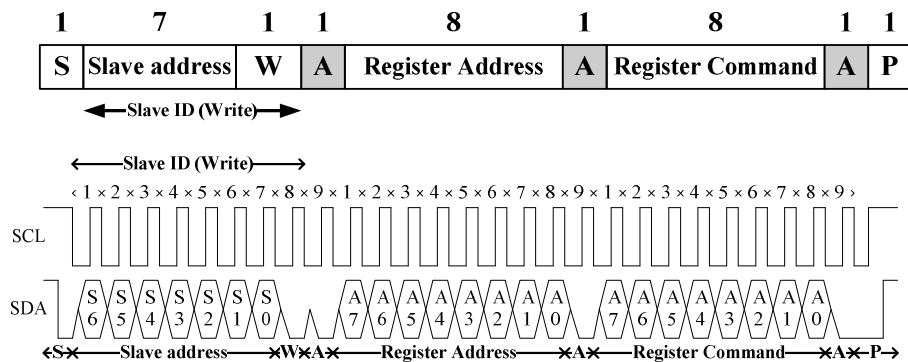 1 7 1 1 8 1 8 1 1
S Slave address W A Register Address A Register Command A P
Slave ID (Write)
Slave ID (Write)
‹ 1 × 2 × 3 × 4 × 5 × 6 × 7 × 8 × 9 × 1 × 2 × 3 × 4 × 5 × 6 × 7 × 8 × 9 × 1 × 2 × 3 × 4 × 5 × 6 × 7 × 8 × 9 ›
SCL
SDA S6 S5 S4 S3 S2 S1 S0 A7 A6 A5 A4 A3 A2 A1 A0 A7 A6 A5 A4 A3 A2 A1 A0
S Slave address W A Register Address A Register Command A P